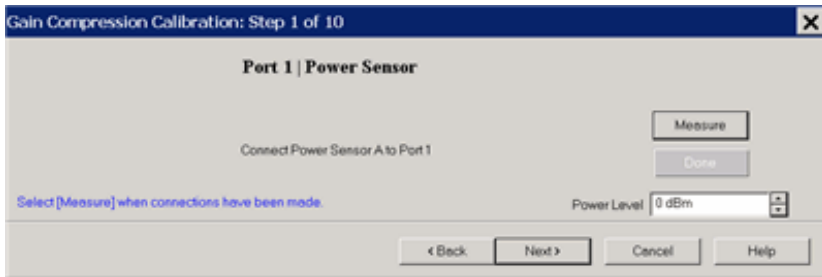 Gain Compression Calibration: Step 1 of 10
Port 1 | Power Sensor
Measure
Connect Power Sensor A to Port 1
Done
Select [Measure] when connections have been made.
Power Level 0 dBm
< Back Next > Cancel Help